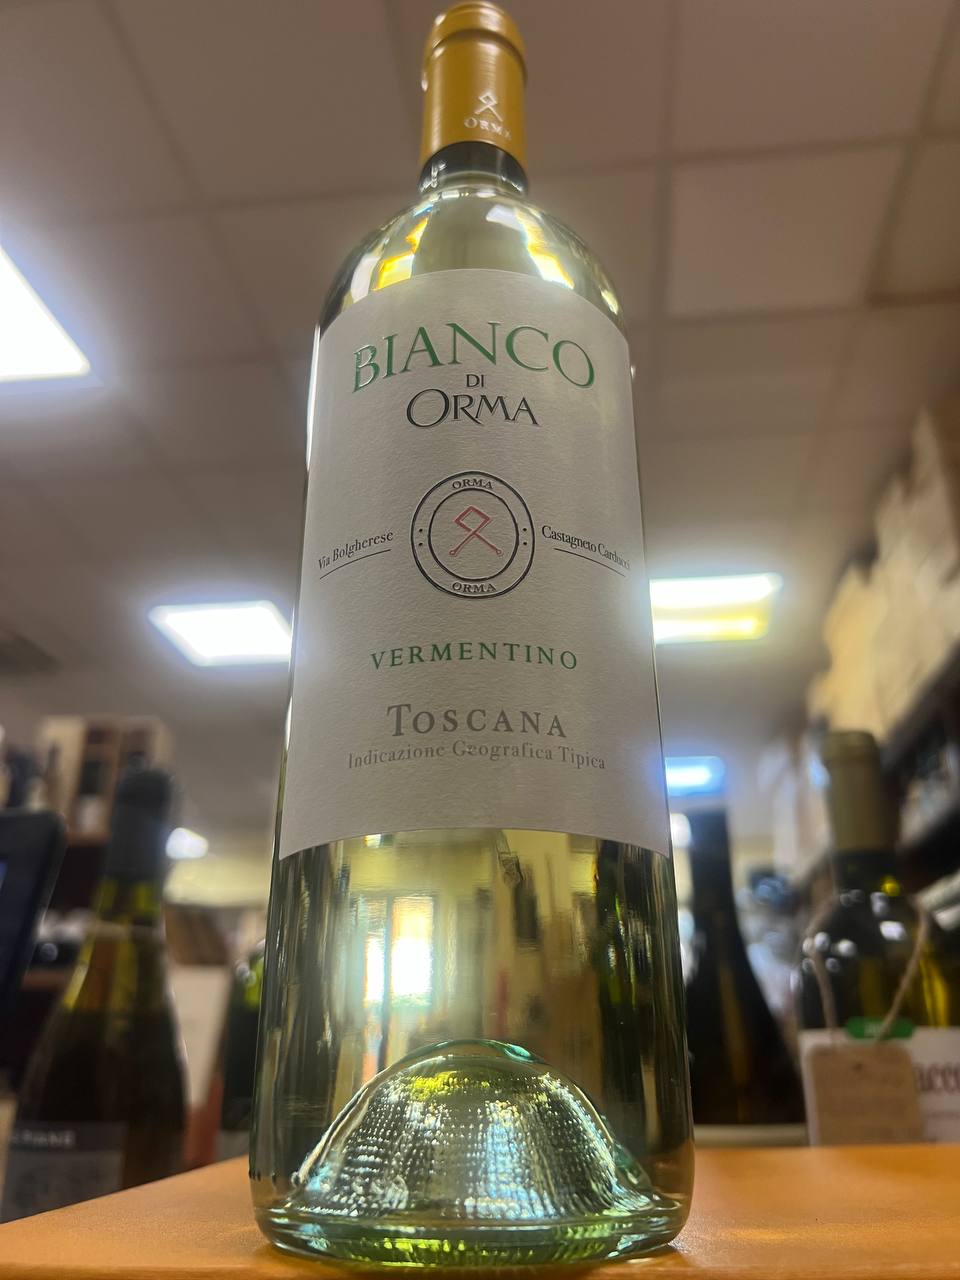 ORMA
BIANCO
DI
ORMA
ORMA
Via Bolgherese
Castagneto Carducci
ORMA
VERMENTINO
TOSCANA
Indicazione Geografica Tipica